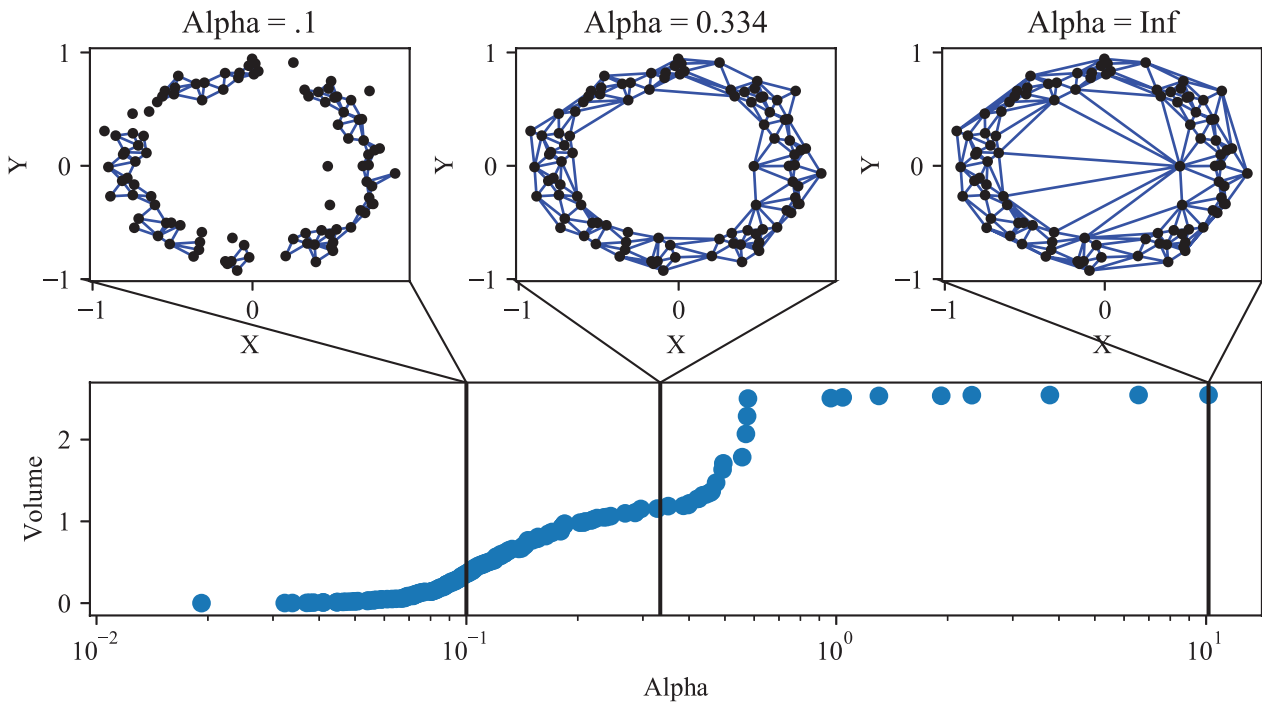 Alpha = .1 Alpha = 0.334 Alpha = Inf
1 1 1
Y Y Y
0 0 0
−1 −1 −1
−1 0 −1 0 −1 0
X X X
2
Volume
1
0
10⁻² 10⁻¹ 10⁰ 10¹
Alpha